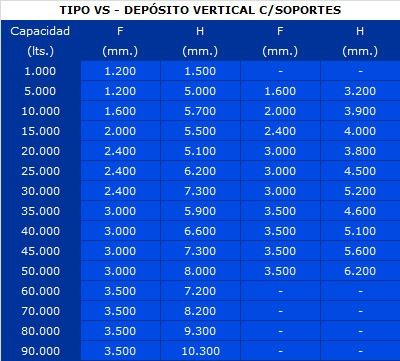 TIPO VS - DEPÓSITO VERTICAL C/SOPORTES
Capacidad F H F H
(lts.) (mm.) (mm.) (mm.) (mm.)
1.000 1.200 1.500 - -
5.000 1.200 5.000 1.600 3.200
10.000 1.600 5.700 2.000 3.900
15.000 2.000 5.500 2.400 4.000
20.000 2.400 5.100 3.000 3.800
25.000 2.400 6.200 3.000 4.500
30.000 2.400 7.300 3.000 5.200
35.000 3.000 5.900 3.500 4.600
40.000 3.000 6.600 3.500 5.100
45.000 3.000 7.300 3.500 5.600
50.000 3.000 8.000 3.500 6.200
60.000 3.500 7.200 - -
70.000 3.500 8.200 - -
80.000 3.500 9.300 - -
90.000 3.500 10.300 - -